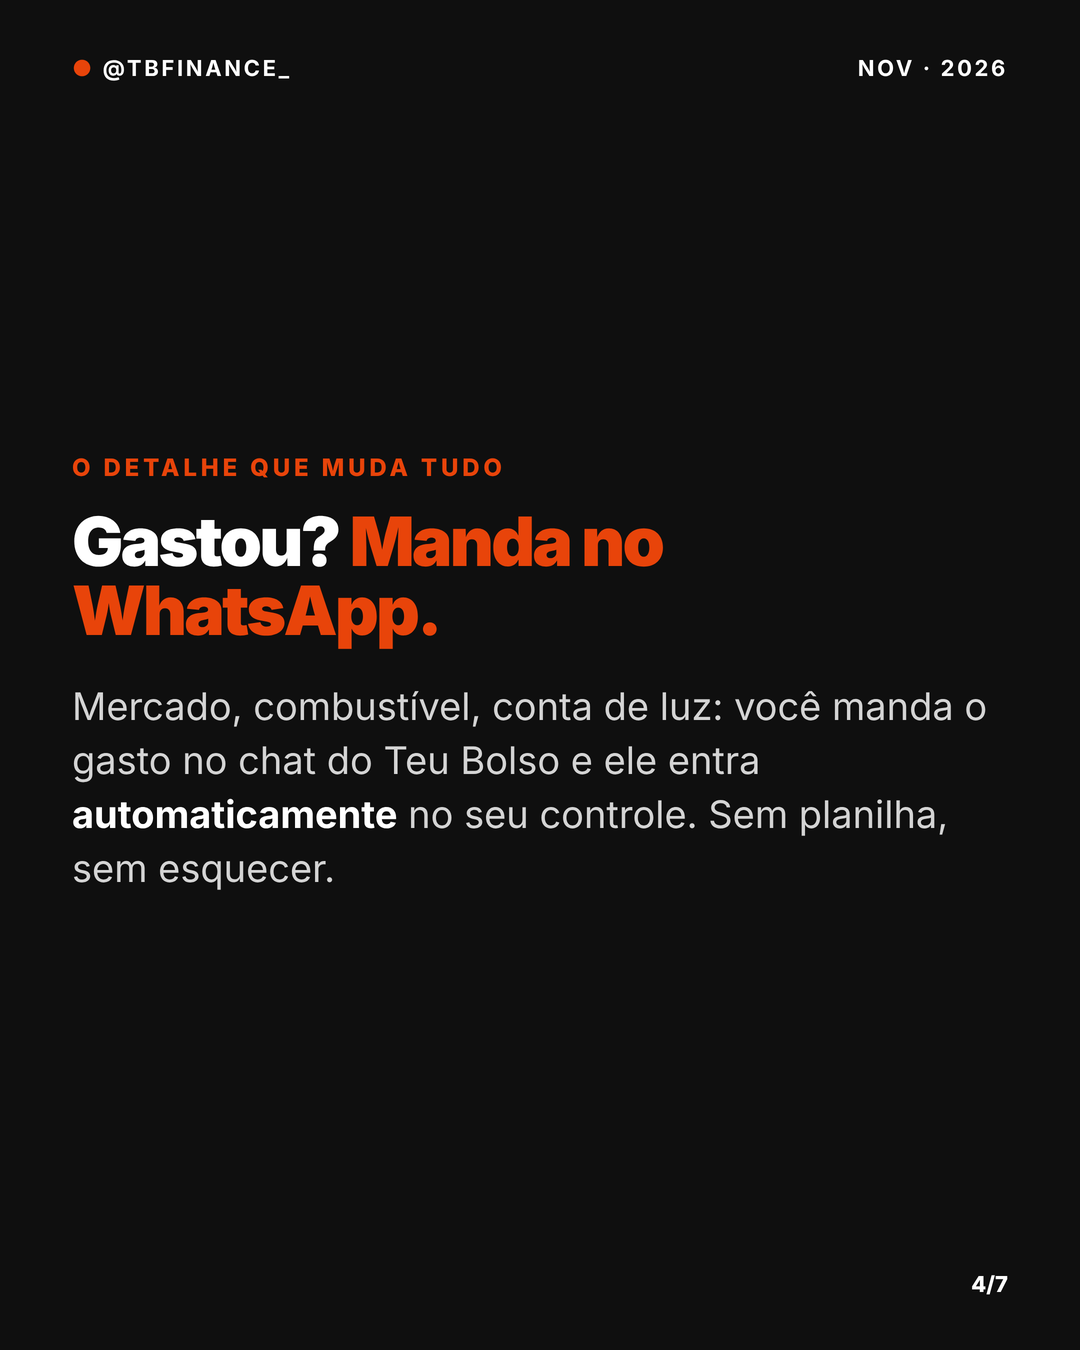 @TBFINANCE_
NOV · 2026
O DETALHE QUE MUDA TUDO
Gastou? Manda no
WhatsApp.
Mercado, combustível, conta de luz: você manda o
gasto no chat do Teu Bolso e ele entra
automaticamente no seu controle. Sem planilha,
sem esquecer.
4/7